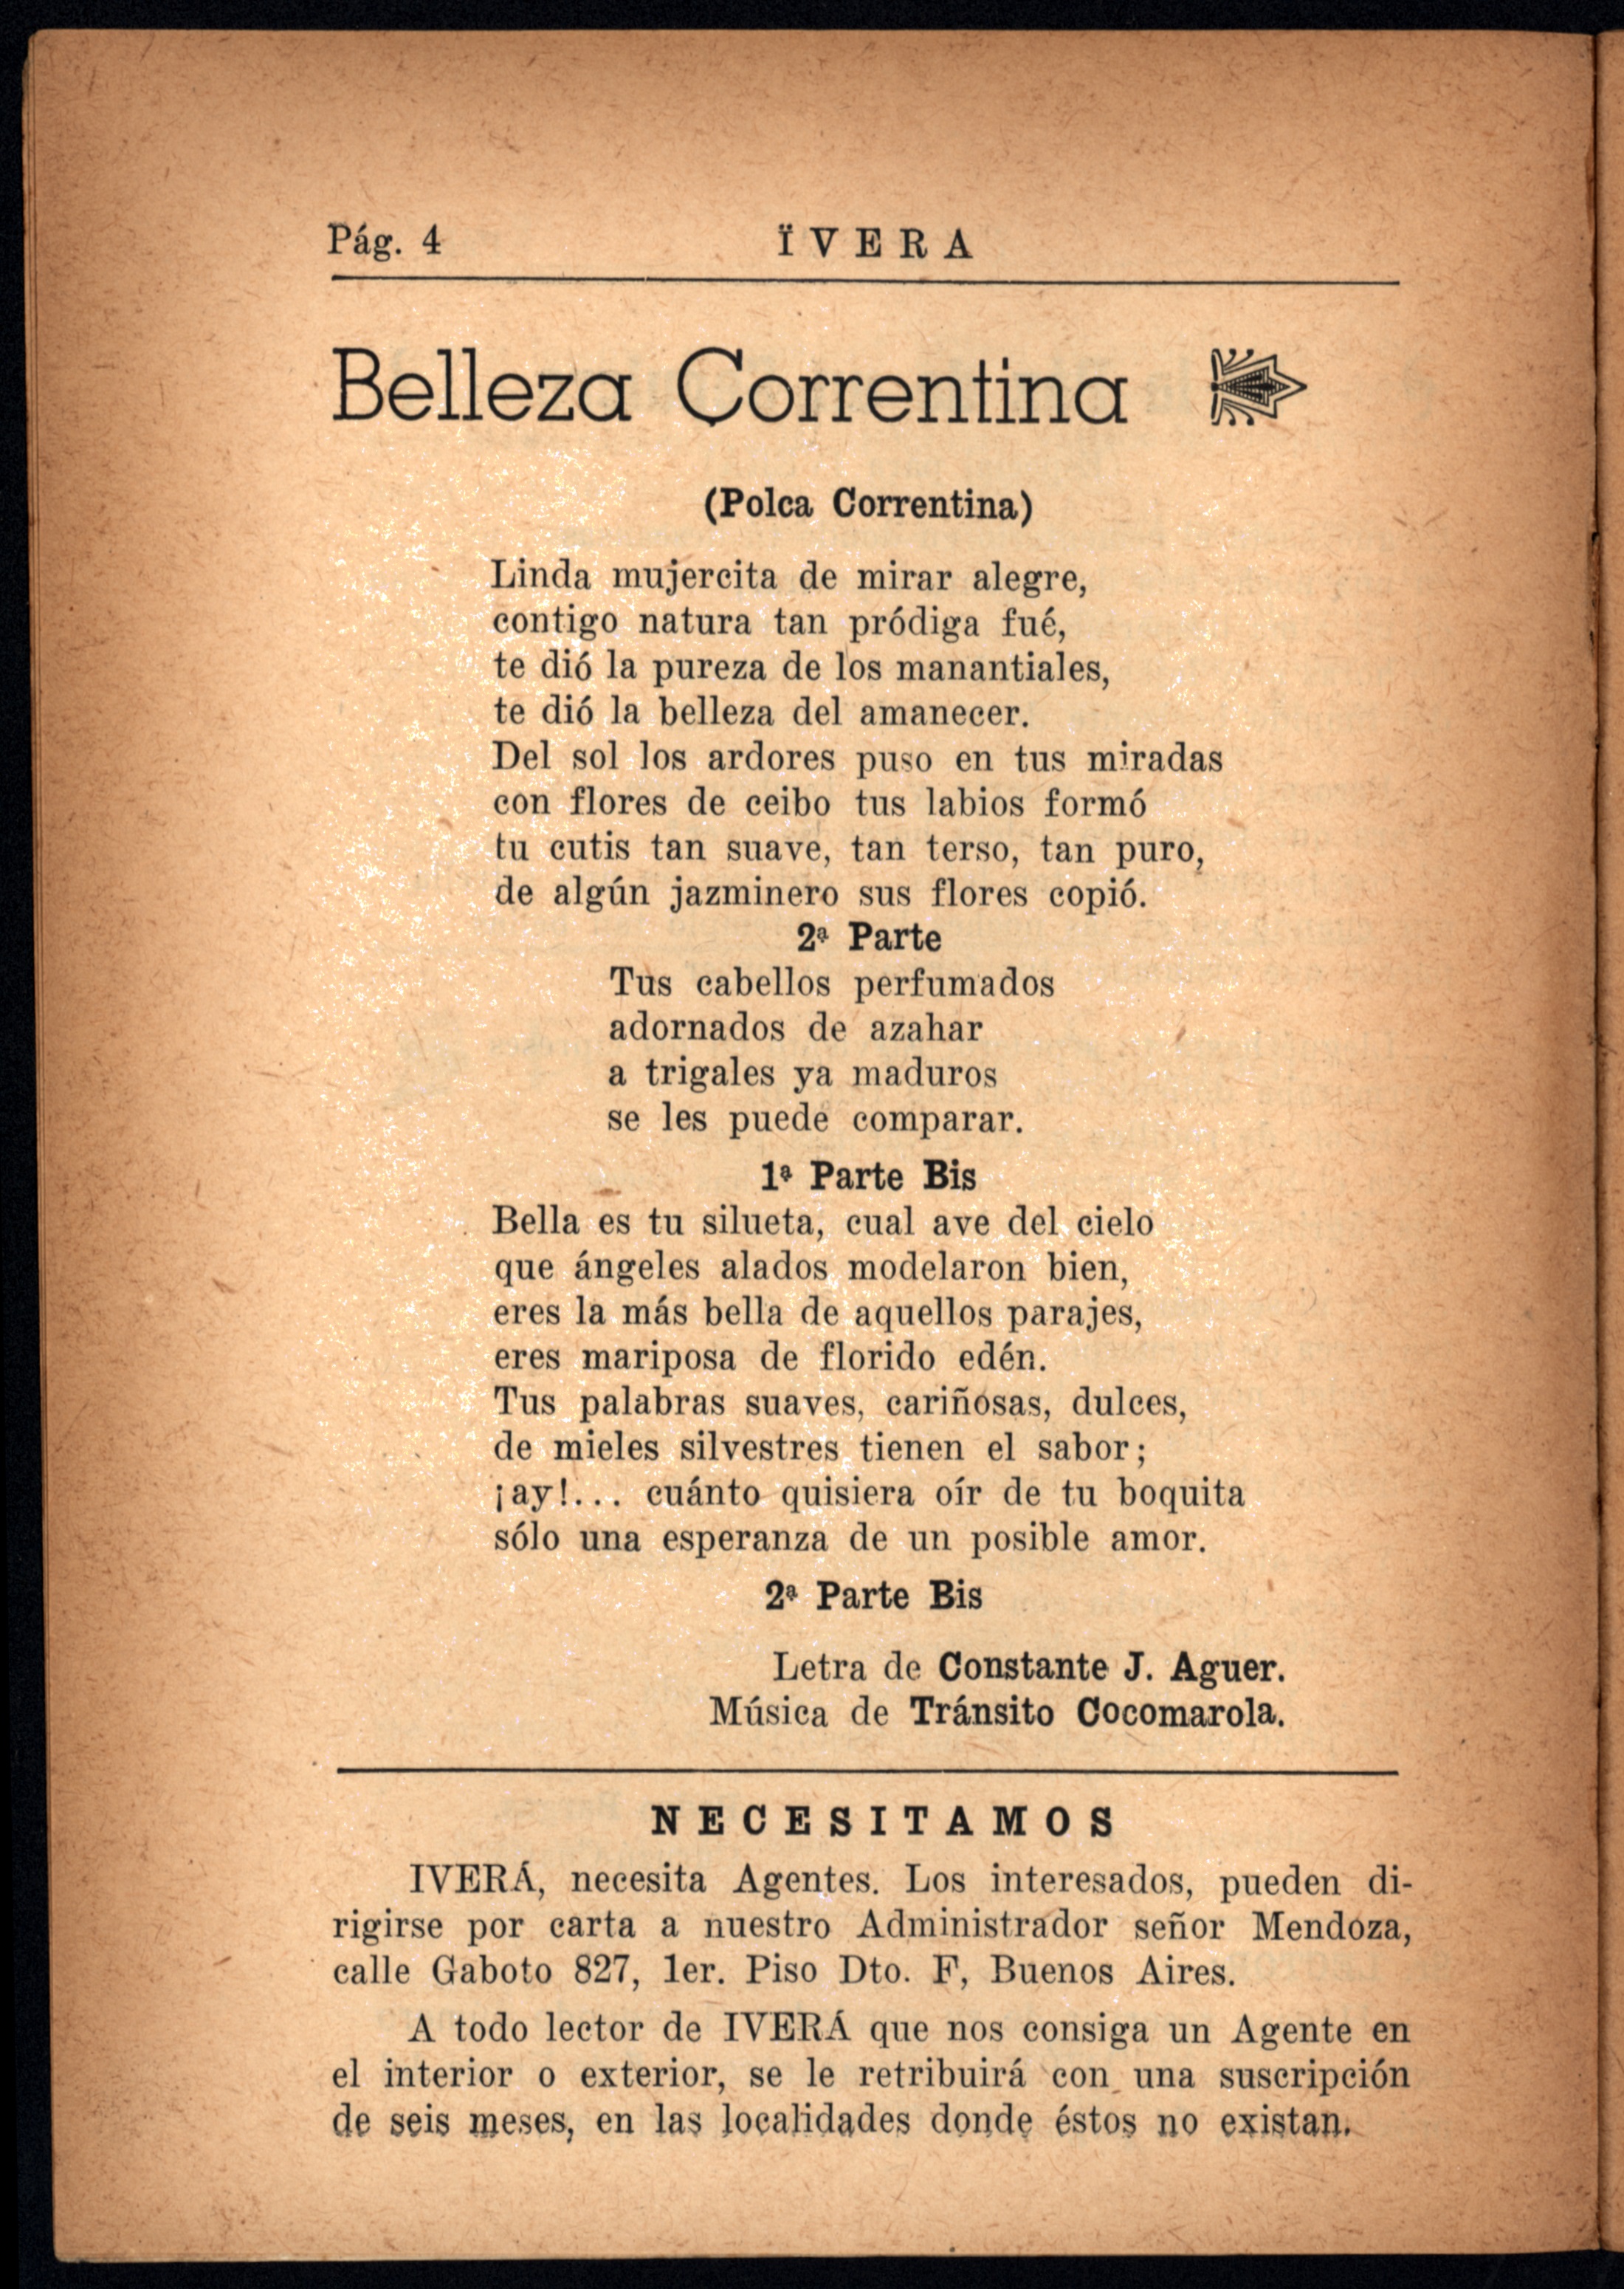 Pág. 4 ÏVERA
Belleza Correntina
(Polca Correntina)
Linda mujercita de mirar alegre,
contigo natura tan pródiga fué,
te dió la pureza de los manantiales,
te dió la belleza del amanecer.
Del sol los ardores puso en tus miradas
con flores de ceibo tus labios formó
tu cutis tan suave, tan terso, tan puro,
de algún jazminero sus flores copió.
2ª Parte
Tus cabellos perfumados
adornados de azahar
a trigales ya maduros
se les puede comparar.
1ª Parte Bis
Bella es tu silueta, cual ave del cielo
que ángeles alados modelaron bien,
eres la más bella de aquellos parajes,
eres mariposa de florido edén.
Tus palabras suaves, cariñosas, dulces,
de mieles silvestres tienen el sabor;
¡ay!... cuánto quisiera oír de tu boquita
sólo una esperanza de un posible amor.
2ª Parte Bis
Letra de Constante J. Aguer.
Música de Tránsito Cocomarola.
NECESITAMOS
IVERÁ, necesita Agentes. Los interesados, pueden di-
rigirse por carta a nuestro Administrador señor Mendoza,
calle Gaboto 827, 1er. Piso Dto. F, Buenos Aires.
A todo lector de IVERÁ que nos consiga un Agente en
el interior o exterior, se le retribuirá con una suscripción
de seis meses, en las localidades donde éstos no existan.